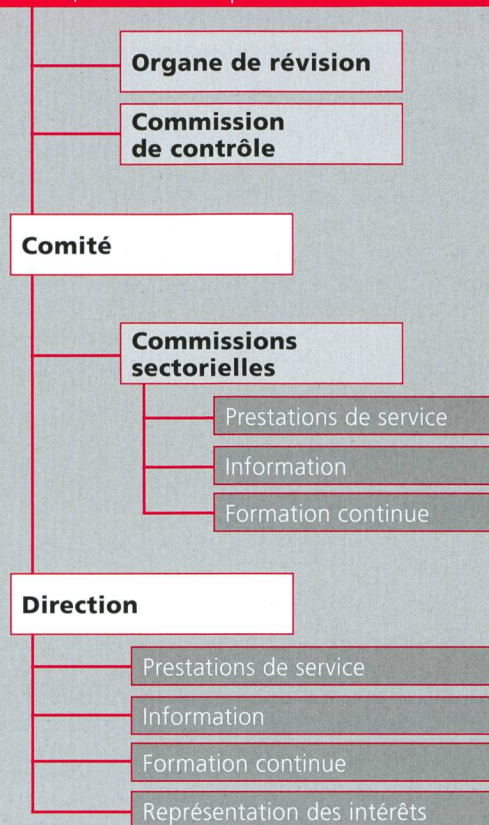 Organe de révision
Commission
de contrôle
Comité
Commissions
sectorielles
Prestations de service
Information
Formation continue
Direction
Prestations de service
Information
Formation continue
Représentation des intérêts